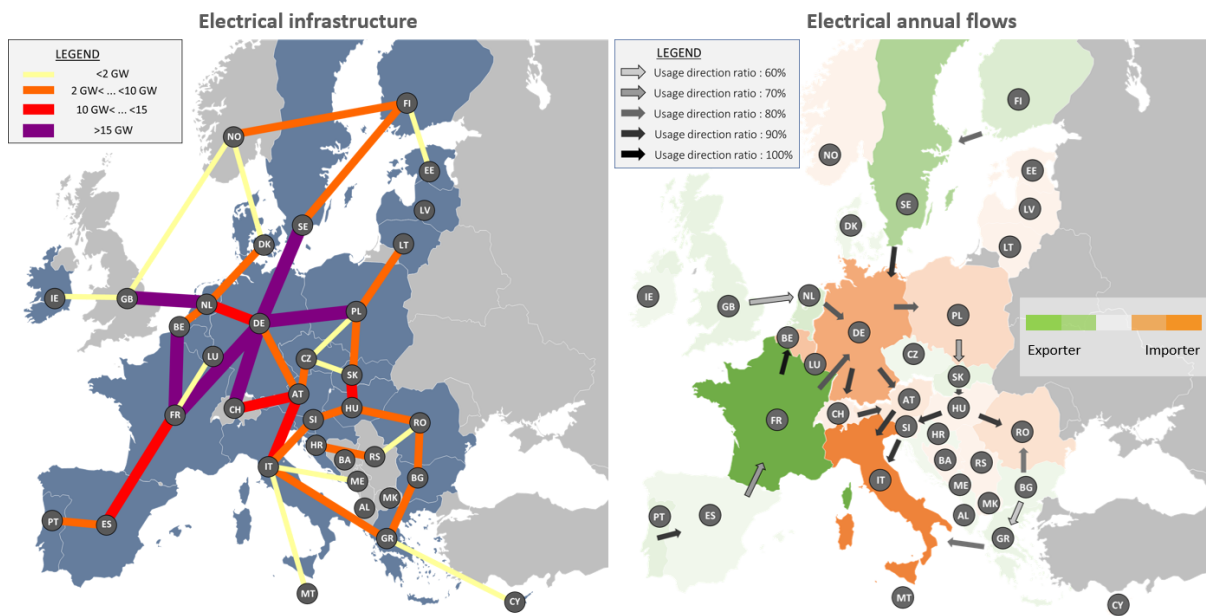 Electrical infrastructure
LEGEND
<2 GW
2 GW< ... <10 GW
10 GW< ... <15
>15 GW
FI
NO
EE
LV
SE
DK
LT
IE
GB
NL
PL
BE
DE
LU
CZ
SK
AT
FR
CH
HU
SI
RO
HR
BA
RS
IT
ME
BG
MK
AL
PT
ES
GR
MT
CY
Electrical annual flows
LEGEND
Usage direction ratio : 60%
Usage direction ratio : 70%
Usage direction ratio : 80%
Usage direction ratio : 90%
Usage direction ratio : 100%
FI
NO
EE
SE
LV
DK
LT
IE
NL
GB
PL
DE
BE
CZ
LU
SK
AT
CH
HU
FR
SI
HR
RO
BA
RS
IT
ME
BG
MK
PT
ES
AL
GR
MT
CY
Exporter
Importer